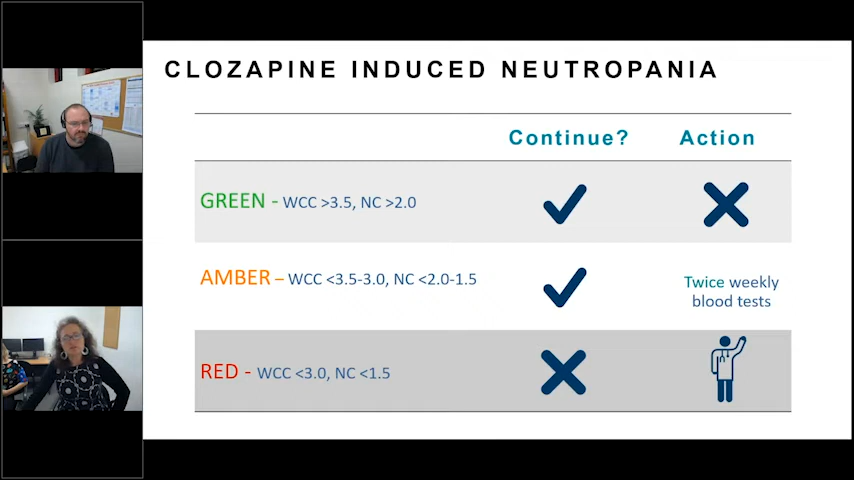 CLOZAPINE INDUCED NEUTROPANIA
Continue? Action
GREEN - WCC >3.5, NC >2.0
AMBER – WCC <3.5-3.0, NC <2.0-1.5
Twice weekly
blood tests
RED - WCC <3.0, NC <1.5